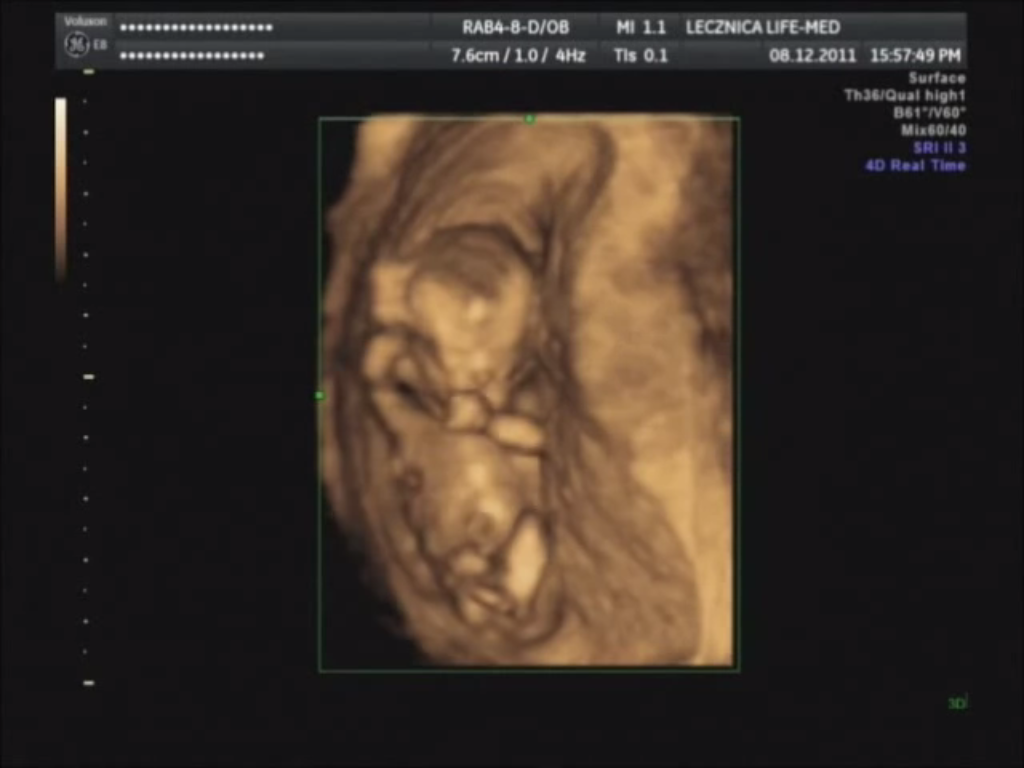 Voluson
GE E8
•••••••••••••••••• RAB4-8-D/OB MI 1.1 LECZNICA LIFE-MED
••••••••••••••••• 7.6cm / 1.0 / 4Hz TIs 0.1 08.12.2011 15:57:49 PM
Surface
Th36/Qual high1
B61°/V60°
Mix60/40
SRI II 3
4D Real Time
3D